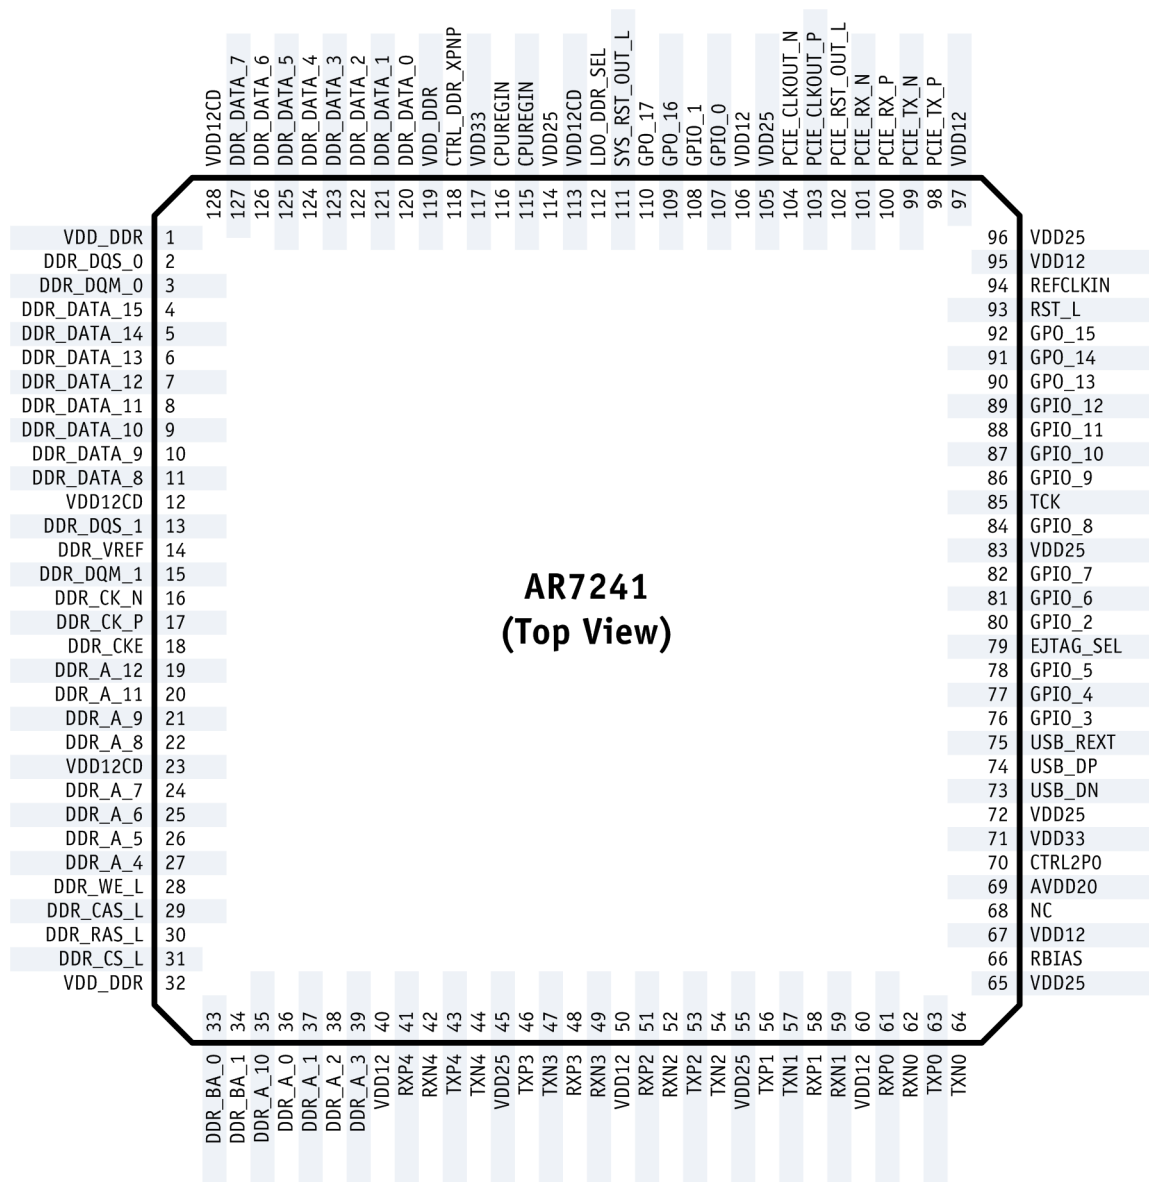 VDD12CD
DDR_DATA_7
DDR_DATA_6
DDR_DATA_5
DDR_DATA_4
DDR_DATA_3
DDR_DATA_2
DDR_DATA_1
DDR_DATA_0
VDD_DDR
CTRL_DDR_XPNP
VDD33
CPUREGIN
CPUREGIN
VDD25
VDD12CD
LDO_DDR_SEL
SYS_RST_OUT_L
GPO_17
GPO_16
GPIO_1
GPIO_0
VDD12
VDD25
PCIE_CLKOUT_N
PCIE_CLKOUT_P
PCIE_RST_OUT_L
PCIE_RX_N
PCIE_RX_P
PCIE_TX_N
PCIE_TX_P
VDD12
128
127
126
125
124
123
122
121
120
119
118
117
116
115
114
113
112
111
110
109
108
107
106
105
104
103
102
101
100
99
98
97
VDD_DDR 1
DDR_DQS_0 2
DDR_DQM_0 3
DDR_DATA_15 4
DDR_DATA_14 5
DDR_DATA_13 6
DDR_DATA_12 7
DDR_DATA_11 8
DDR_DATA_10 9
DDR_DATA_9 10
DDR_DATA_8 11
VDD12CD 12
DDR_DQS_1 13
DDR_VREF 14
DDR_DQM_1 15
DDR_CK_N 16
DDR_CK_P 17
DDR_CKE 18
DDR_A_12 19
DDR_A_11 20
DDR_A_9 21
DDR_A_8 22
VDD12CD 23
DDR_A_7 24
DDR_A_6 25
DDR_A_5 26
DDR_A_4 27
DDR_WE_L 28
DDR_CAS_L 29
DDR_RAS_L 30
DDR_CS_L 31
VDD_DDR 32
AR7241
(Top View)
96 VDD25
95 VDD12
94 REFCLKIN
93 RST_L
92 GPO_15
91 GPO_14
90 GPO_13
89 GPIO_12
88 GPIO_11
87 GPIO_10
86 GPIO_9
85 TCK
84 GPIO_8
83 VDD25
82 GPIO_7
81 GPIO_6
80 GPIO_2
79 EJTAG_SEL
78 GPIO_5
77 GPIO_4
76 GPIO_3
75 USB_REXT
74 USB_DP
73 USB_DN
72 VDD25
71 VDD33
70 CTRL2P0
69 AVDD20
68 NC
67 VDD12
66 RBIAS
65 VDD25
33
34
35
36
37
38
39
40
41
42
43
44
45
46
47
48
49
50
51
52
53
54
55
56
57
58
59
60
61
62
63
64
DDR_BA_0
DDR_BA_1
DDR_A_10
DDR_A_0
DDR_A_1
DDR_A_2
DDR_A_3
VDD12
RXP4
RXN4
TXP4
TXN4
VDD25
TXP3
TXN3
RXP3
RXN3
VDD12
RXP2
RXN2
TXP2
TXN2
VDD25
TXP1
TXN1
RXP1
RXN1
VDD12
RXP0
RXN0
TXP0
TXN0